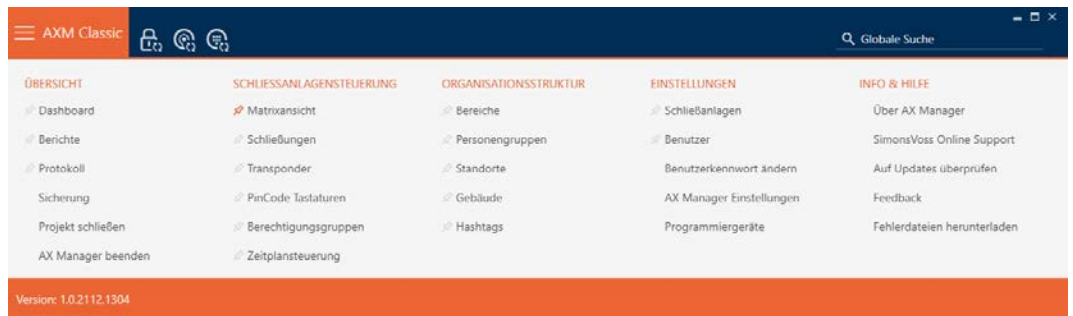 AXM Classic
Globale Suche
ÜBERSICHT
Dashboard
Berichte
Protokoll
Sicherung
Projekt schließen
AX Manager beenden
SCHLIESSANLAGENSTEUERUNG
Matrixansicht
Schließungen
Transponder
PinCode Tastaturen
Berechtigungsgruppen
Zeitplansteuerung
ORGANISATIONSSTRUKTUR
Bereiche
Personengruppen
Standorte
Gebäude
Hashtags
EINSTELLUNGEN
Schließanlagen
Benutzer
Benutzerkennwort ändern
AX Manager Einstellungen
Programmiergeräte
INFO & HILFE
Über AX Manager
SimonsVoss Online Support
Auf Updates überprüfen
Feedback
Fehlerdateien herunterladen
Version: 1.0.2112.1304